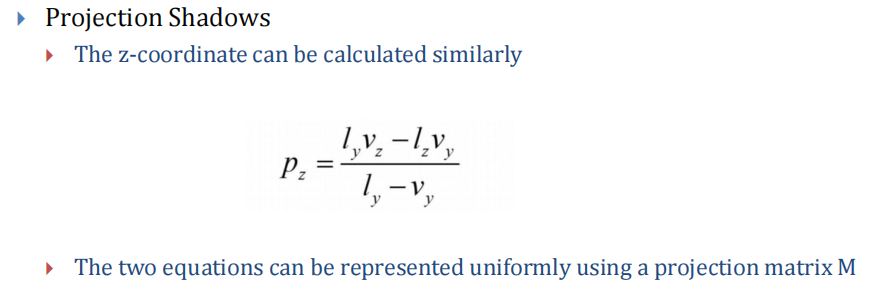 Projection Shadows
The z-coordinate can be calculated similarly
p_z = \frac{l_y v_z - l_z v_y}{l_y - v_y}
The two equations can be represented uniformly using a projection matrix M